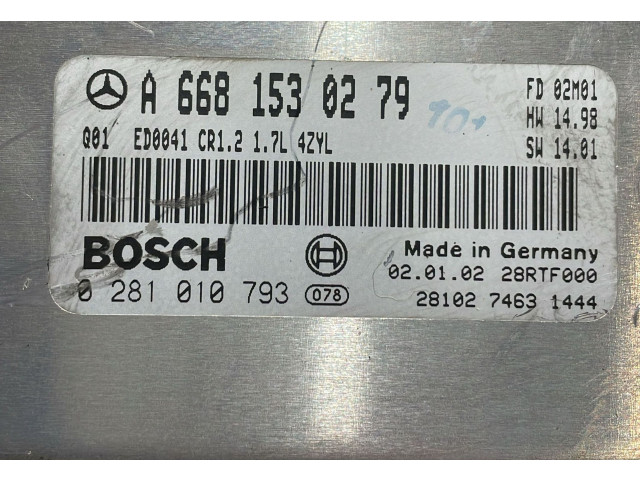 A 668 153 02 79
FD 02M01
HW 14.98
SW 14.01
Q01 ED0041 CR1.2 1.7L 4ZYL
BOSCH
Made in Germany
02.01.02 28RTF000
0 281 010 793 078
28102 7463 1444